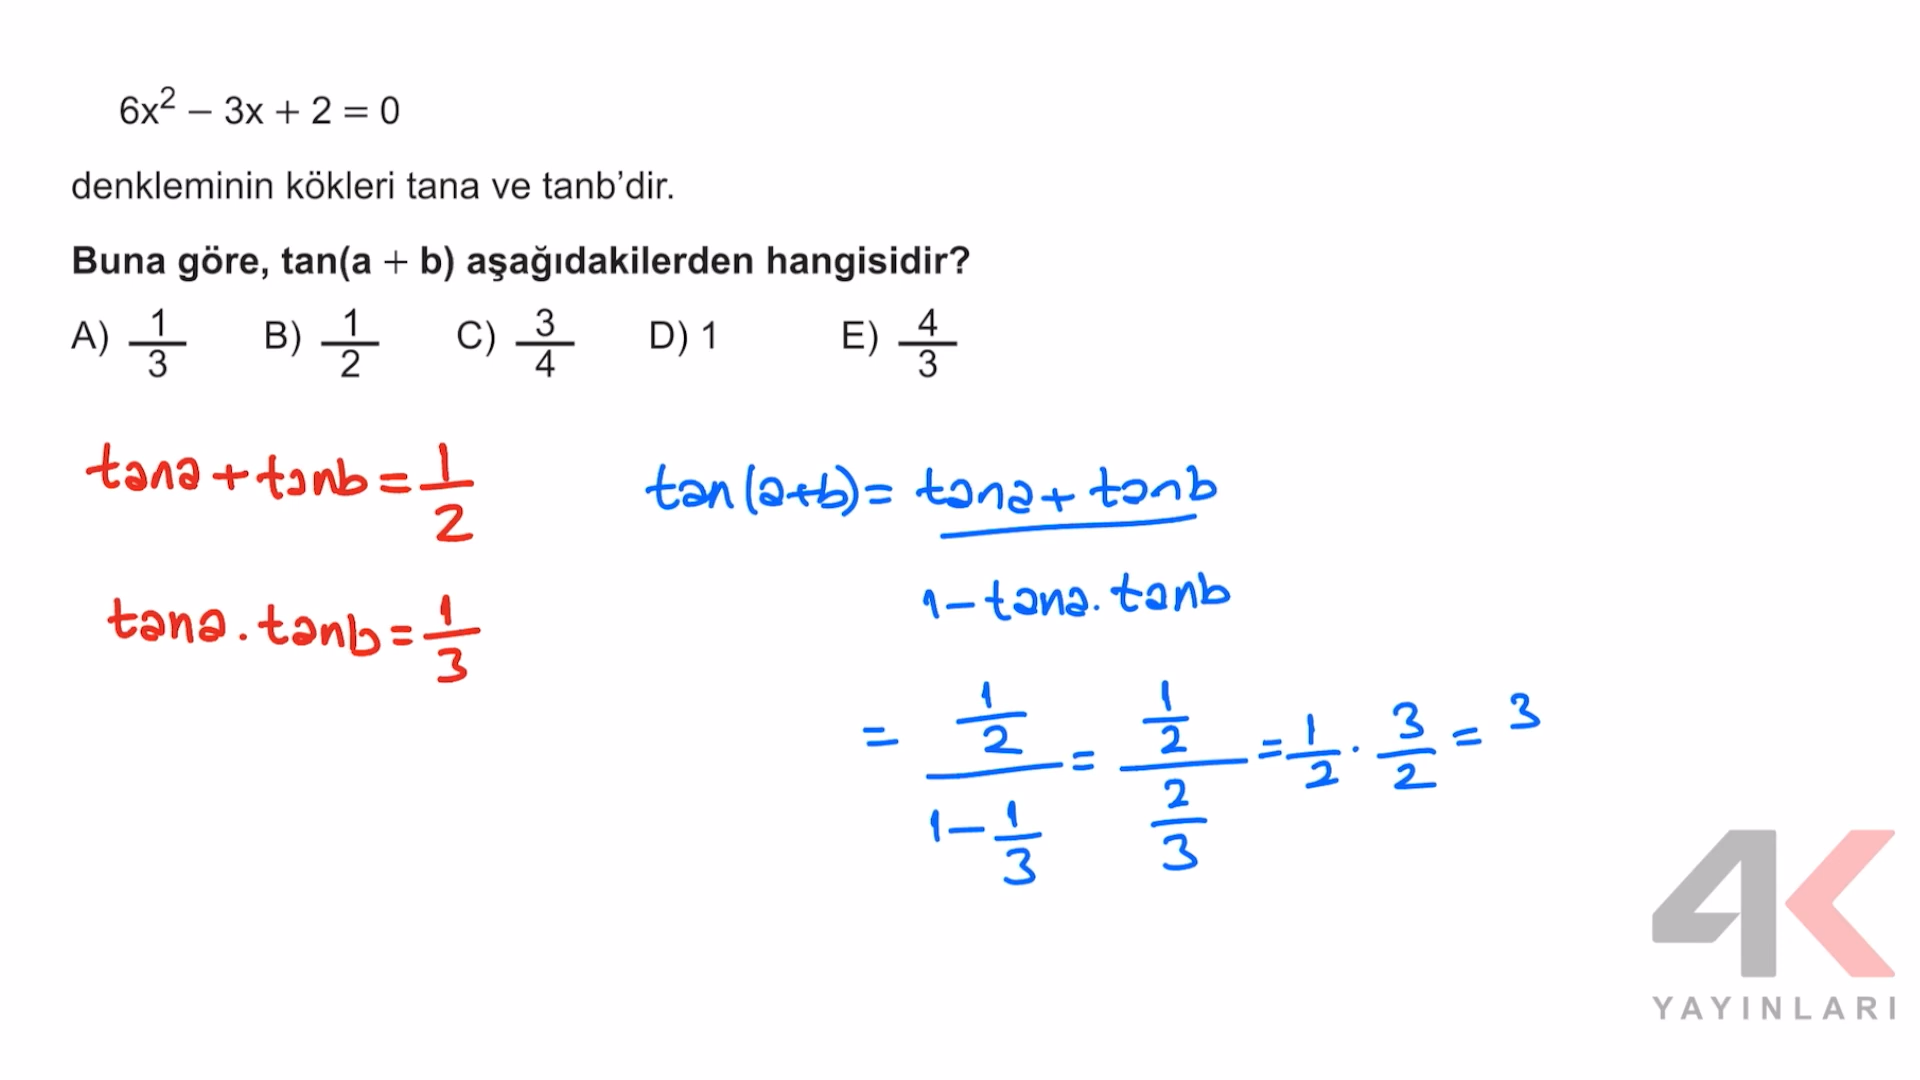 6x² − 3x + 2 = 0
denkleminin kökleri tana ve tanb’dir.
Buna göre, tan(a + b) aşağıdakilerden hangisidir?
A) 1/3 B) 1/2 C) 3/4 D) 1 E) 4/3
tana + tanb = 1/2
tana . tanb = 1/3
tan(a+b) = tana + tanb
1 − tana . tanb
= (1/2)/(1 − 1/3) = (1/2)/(2/3) = 1/2 . 3/2 = 3
4K
YAYINLARI